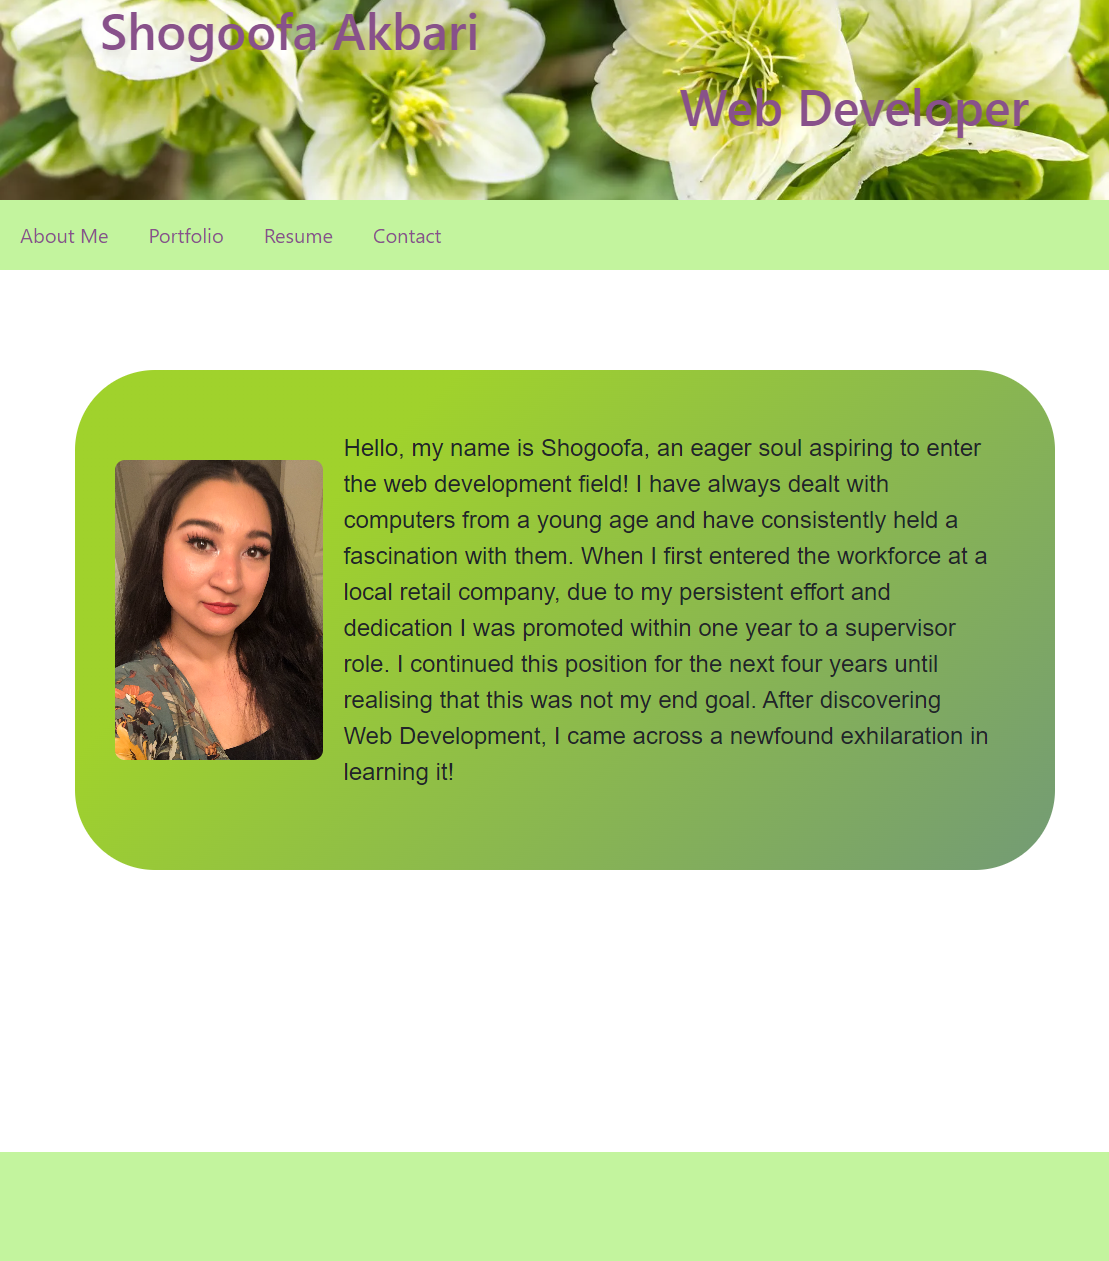 Shogoofa Akbari
Web Developer
About Me Portfolio Resume Contact
Hello, my name is Shogoofa, an eager soul aspiring to enter
the web development field! I have always dealt with
computers from a young age and have consistently held a
fascination with them. When I first entered the workforce at a
local retail company, due to my persistent effort and
dedication I was promoted within one year to a supervisor
role. I continued this position for the next four years until
realising that this was not my end goal. After discovering
Web Development, I came across a newfound exhilaration in
learning it!